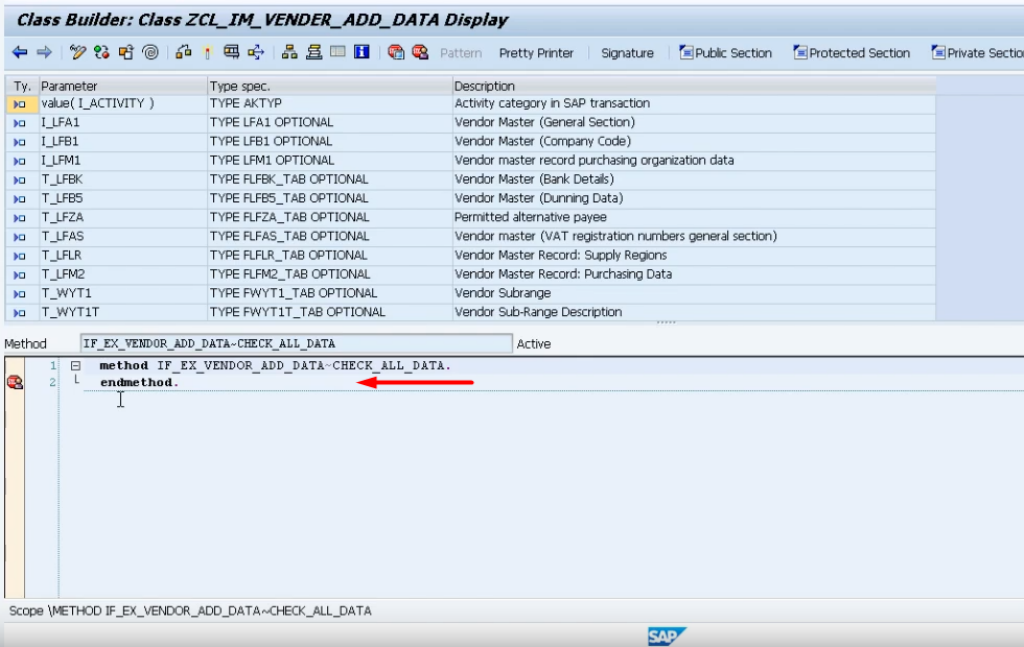 Class Builder: Class ZCL_IM_VENDER_ADD_DATA Display
Pattern Pretty Printer Signature Public Section Protected Section Private Sectio
Ty. Parameter Type spec. Description
value( I_ACTIVITY ) TYPE AKTYP Activity category in SAP transaction
I_LFA1 TYPE LFA1 OPTIONAL Vendor Master (General Section)
I_LFB1 TYPE LFB1 OPTIONAL Vendor Master (Company Code)
I_LFM1 TYPE LFM1 OPTIONAL Vendor master record purchasing organization data
T_LFBK TYPE FLFBK_TAB OPTIONAL Vendor Master (Bank Details)
T_LFB5 TYPE FLFB5_TAB OPTIONAL Vendor Master (Dunning Data)
T_LFZA TYPE FLFZA_TAB OPTIONAL Permitted alternative payee
T_LFAS TYPE FLFAS_TAB OPTIONAL Vendor master (VAT registration numbers general section)
T_LFLR TYPE FLFLR_TAB OPTIONAL Vendor Master Record: Supply Regions
T_LFM2 TYPE FLFM2_TAB OPTIONAL Vendor Master Record: Purchasing Data
T_WYT1 TYPE FWYT1_TAB OPTIONAL Vendor Subrange
T_WYT1T TYPE FWYT1T_TAB OPTIONAL Vendor Sub-Range Description
Method IF_EX_VENDOR_ADD_DATA~CHECK_ALL_DATA Active
1 method IF_EX_VENDOR_ADD_DATA~CHECK_ALL_DATA.
2 endmethod.
Scope \METHOD IF_EX_VENDOR_ADD_DATA~CHECK_ALL_DATA
SAP